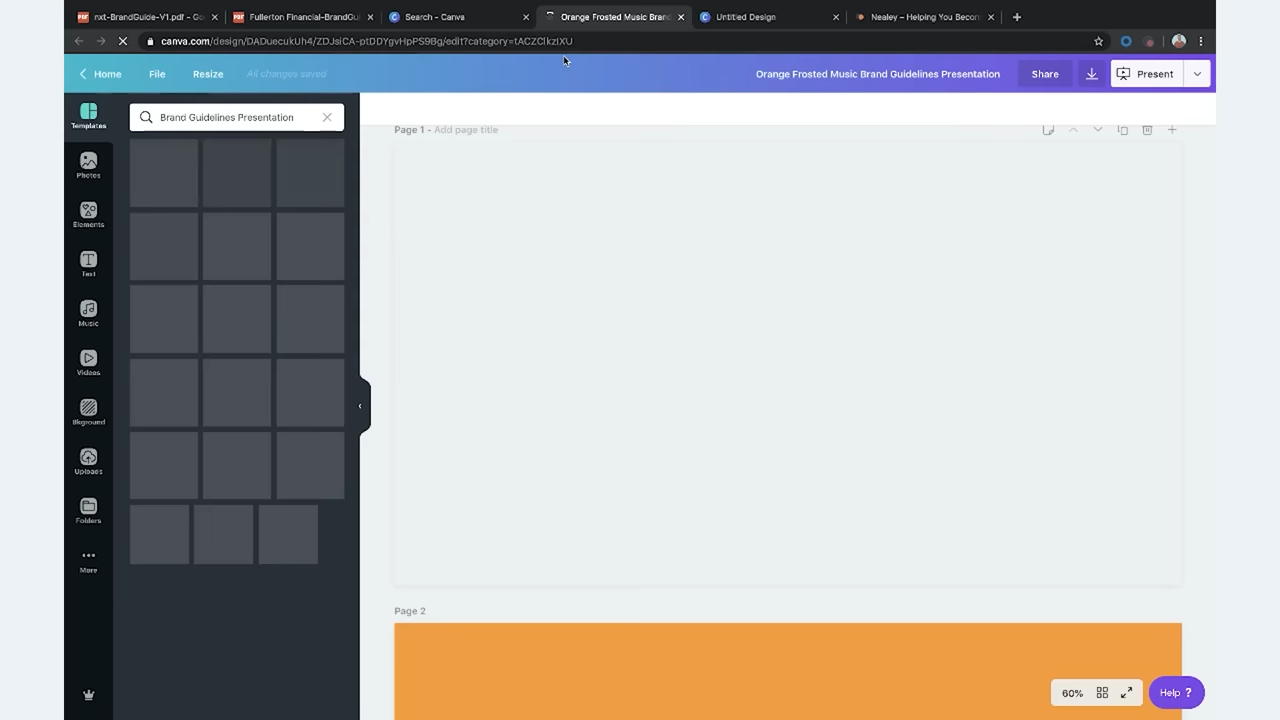 nxt-BrandGuide-V1.pdf - Go
Fullerton Financial-BrandGui
Search - Canva
Orange Frosted Music Brand
Untitled Design
Nealey – Helping You Becom
canva.com/design/DADuecukUh4/ZDJsiCA-ptDDYgvHpPS9Bg/edit?category=tACZCIkzIXU
Home
File
Resize
All changes saved
Orange Frosted Music Brand Guidelines Presentation
Share
Present
Templates
Brand Guidelines Presentation
Page 1 - Add page title
Photos
Elements
Text
Music
Videos
Bkground
Uploads
Folders
More
Page 2
60%
Help ?